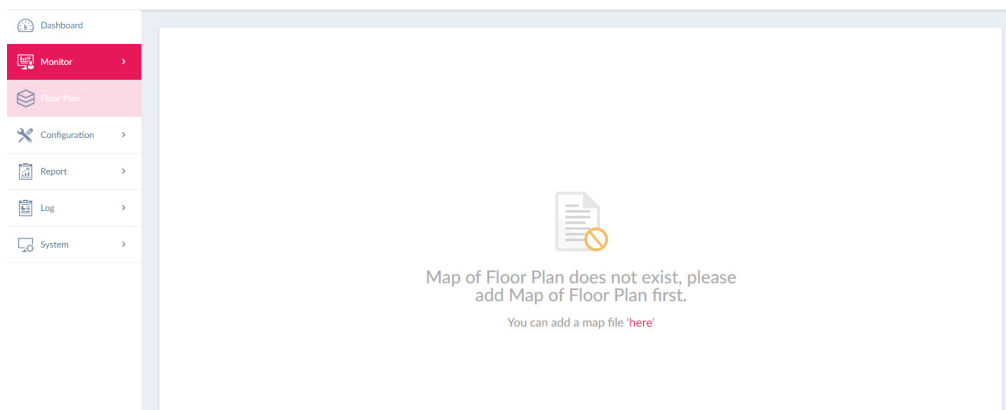 Dashboard
Monitor
Floor Plan
Configuration
Report
Log
System
Map of Floor Plan does not exist, please
add Map of Floor Plan first.
You can add a map file 'here'